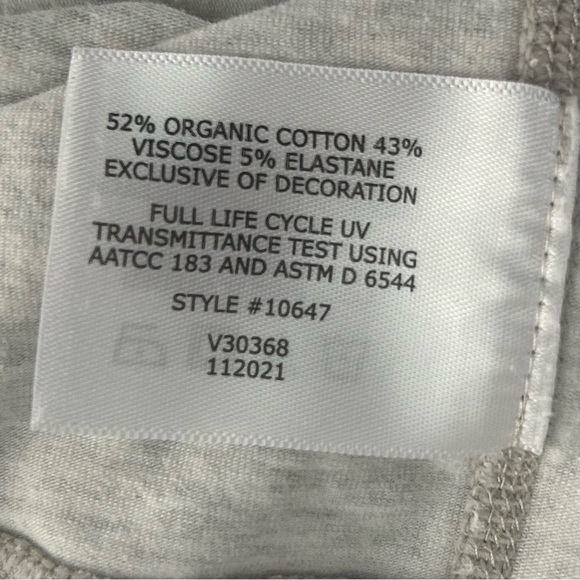 52% ORGANIC COTTON 43%
VISCOSE 5% ELASTANE
EXCLUSIVE OF DECORATION
FULL LIFE CYCLE UV
TRANSMITTANCE TEST USING
AATCC 183 AND ASTM D 6544
STYLE #10647
V30368
112021